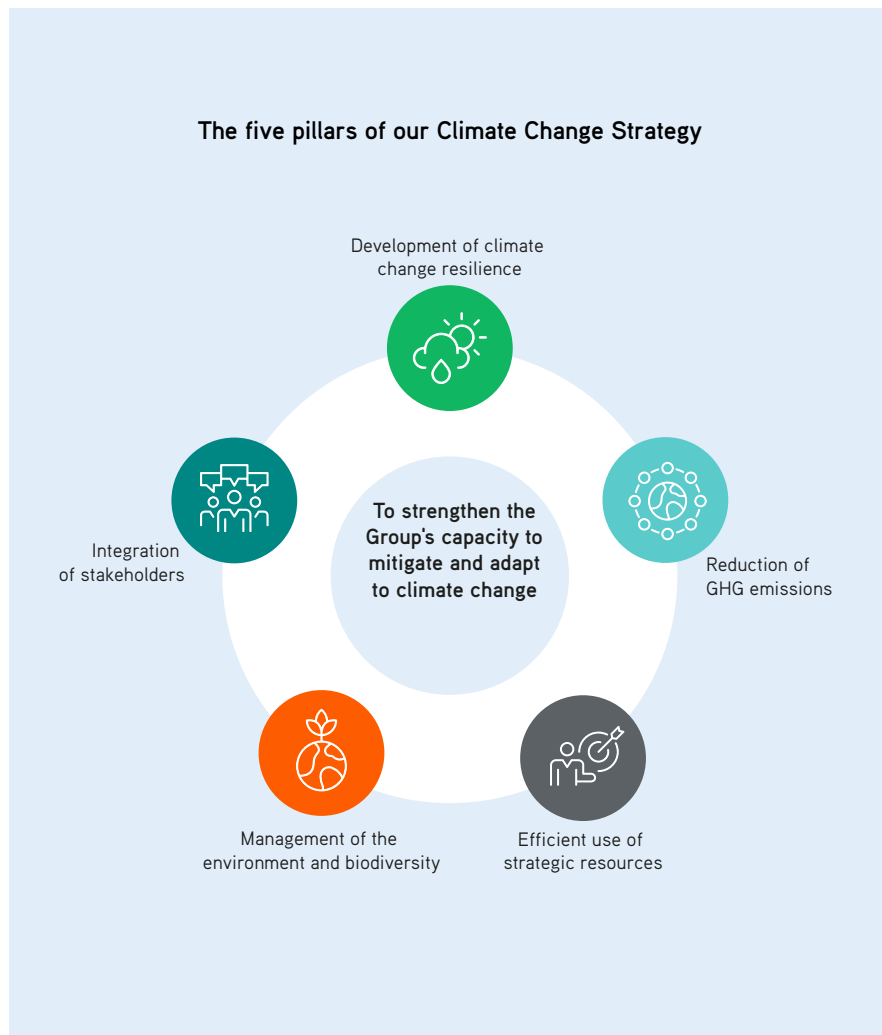 The five pillars of our Climate Change Strategy
Development of climate
change resilience
To strengthen the
Group's capacity to
mitigate and adapt
to climate change
Integration
of stakeholders
Reduction of
GHG emissions
Management of the
environment and biodiversity
Efficient use of
strategic resources